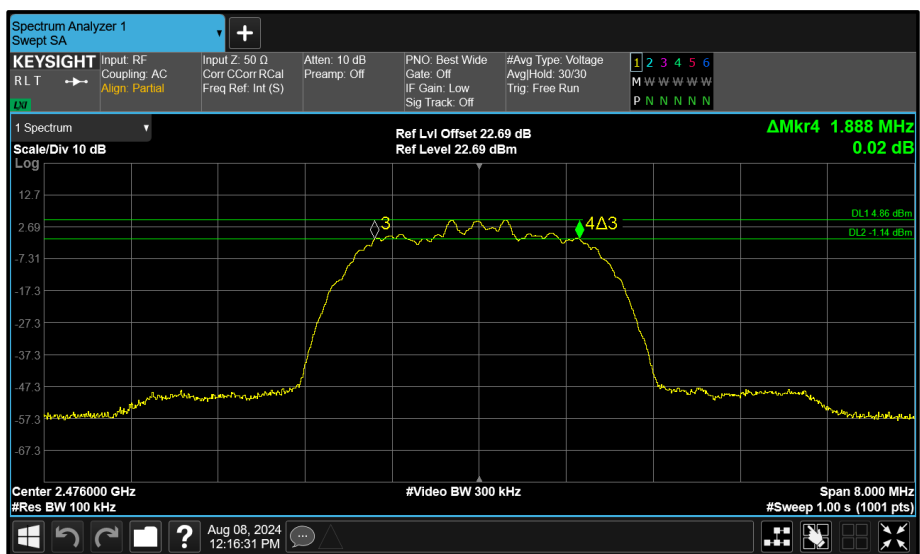 Spectrum Analyzer 1
Swept SA
KEYSIGHT
R L T
LXI
Input: RF
Coupling: AC
Align: Partial
Input Z: 50 Ω
Corr CCorr RCal
Freq Ref: Int (S)
Atten: 10 dB
Preamp: Off
PNO: Best Wide
Gate: Off
IF Gain: Low
Sig Track: Off
#Avg Type: Voltage
Avg|Hold: 30/30
Trig: Free Run
1 2 3 4 5 6
M W W W W W
P N N N N N
1 Spectrum
Scale/Div 10 dB
Log
Ref Lvl Offset 22.69 dB
Ref Level 22.69 dBm
ΔMkr4 1.888 MHz
0.02 dB
12.7
2.69
-7.31
-17.3
-27.3
-37.3
-47.3
-57.3
-67.3
3
4Δ3
DL1 4.86 dBm
DL2 -1.14 dBm
Center 2.476000 GHz
#Res BW 100 kHz
#Video BW 300 kHz
Span 8.000 MHz
#Sweep 1.00 s (1001 pts)
?
Aug 08, 2024
12:16:31 PM